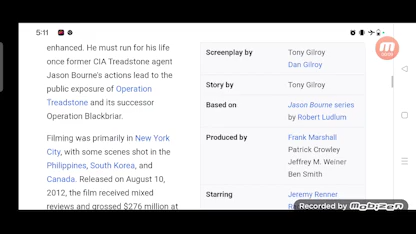 5:11
enhanced. He must run for his life
once former CIA Treadstone agent
Jason Bourne's actions lead to the
public exposure of Operation
Treadstone and its successor
Operation Blackbriar.
Filming was primarily in New York
City, with some scenes shot in the
Philippines, South Korea, and
Canada. Released on August 10,
2012, the film received mixed
reviews and grossed $276 million at
Screenplay by Tony Gilroy
Dan Gilroy
Story by Tony Gilroy
Based on Jason Bourne series
by Robert Ludlum
Produced by Frank Marshall
Patrick Crowley
Jeffrey M. Weiner
Ben Smith
Starring Jeremy Renner
Recorded by mobizen